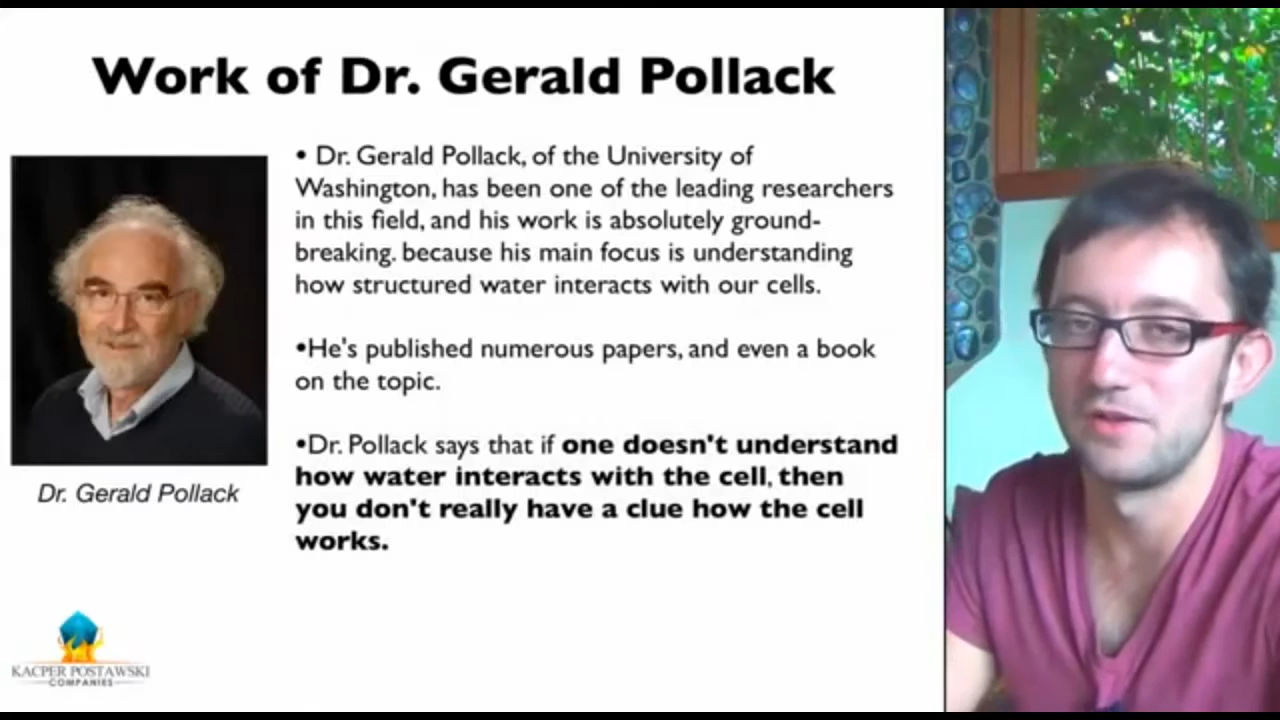 Work of Dr. Gerald Pollack
• Dr. Gerald Pollack, of the University of
Washington, has been one of the leading researchers
in this field, and his work is absolutely ground-
breaking. because his main focus is understanding
how structured water interacts with our cells.
•He's published numerous papers, and even a book
on the topic.
•Dr. Pollack says that if one doesn't understand
how water interacts with the cell, then
you don't really have a clue how the cell
works.
Dr. Gerald Pollack
KACPER POSTAWSKI
COMPANIES